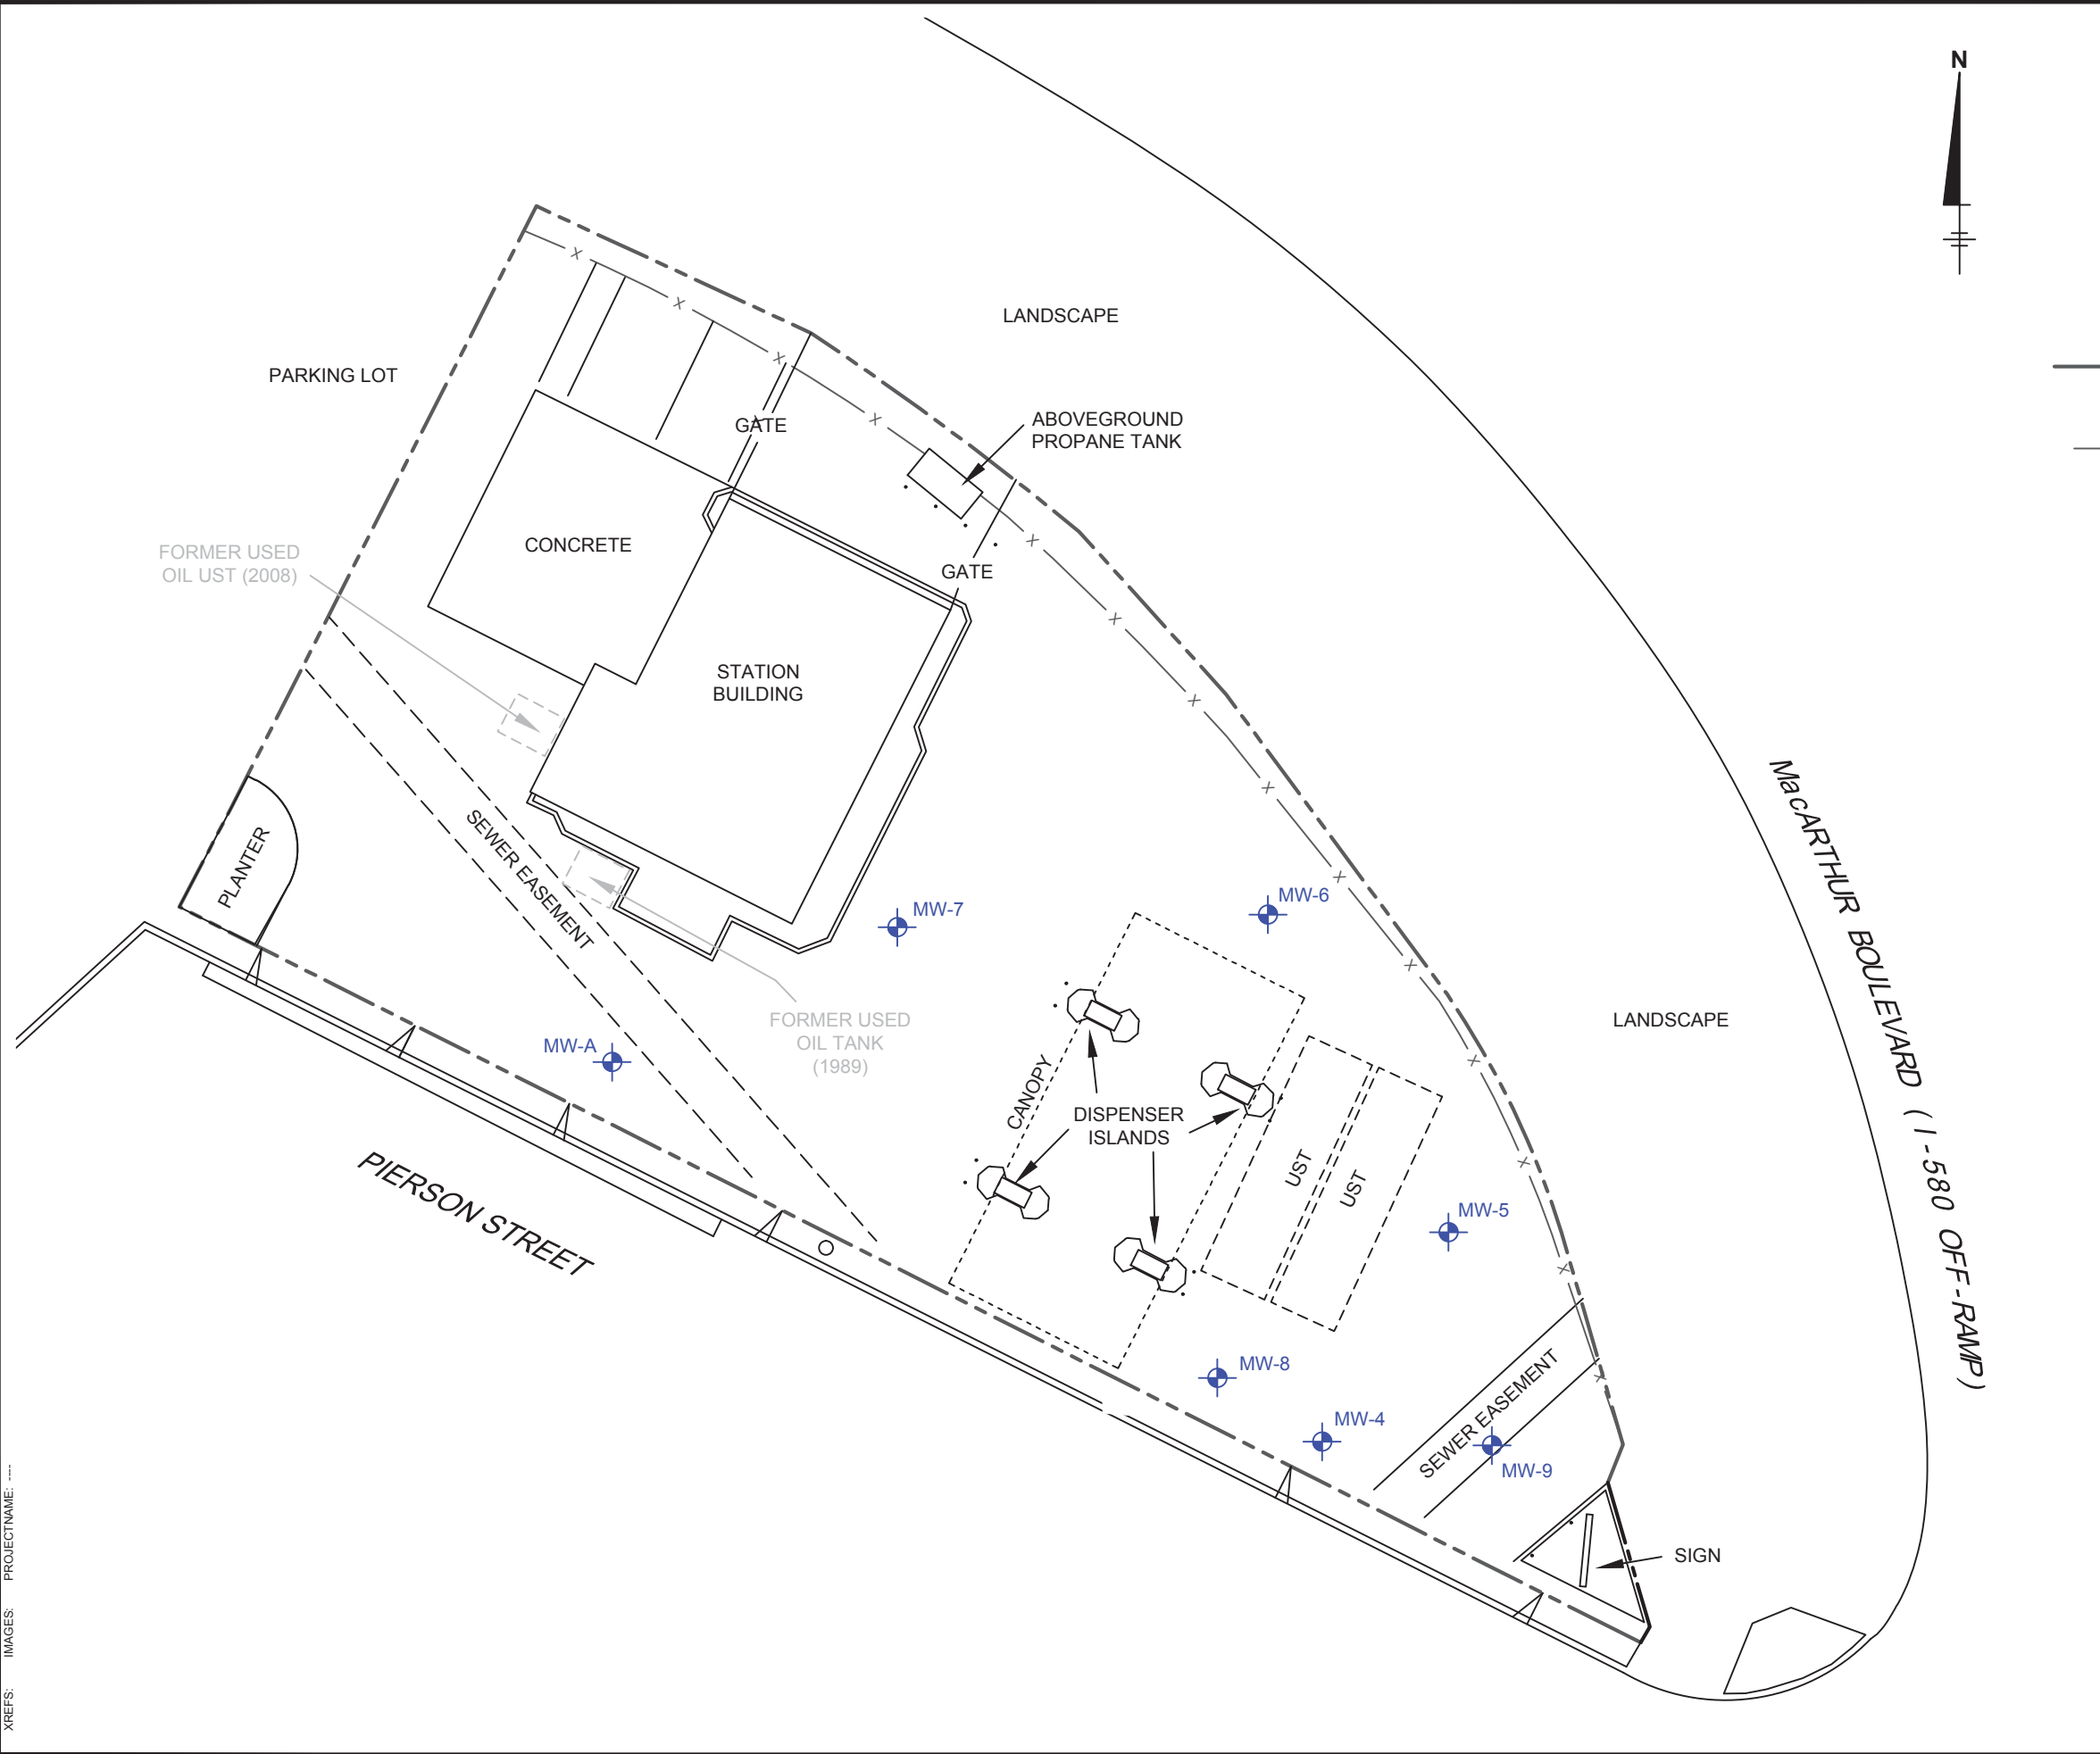 N
LANDSCAPE
PARKING LOT
GATE
ABOVEGROUND
PROPANE TANK
CONCRETE
FORMER USED
OIL UST (2008)
GATE
STATION
BUILDING
MacARTHUR BOULEVARD (I-580 OFF-RAMP)
PLANTER
SEWER EASEMENT
MW-7
MW-6
FORMER USED
OIL TANK
(1989)
LANDSCAPE
MW-A
CANOPY
DISPENSER
ISLANDS
UST
UST
PIERSON STREET
MW-5
MW-8
MW-4
SEWER EASEMENT
MW-9
SIGN
XREFS: IMAGES: PROJECTNAME: ----